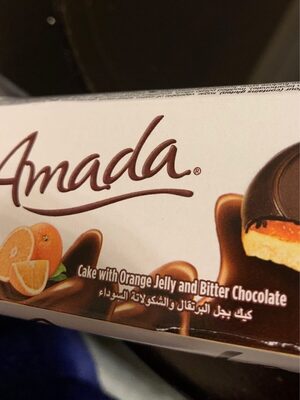 Amada®
Cake with Orange Jelly and Bitter Chocolate
كيك بجل البرتقال والشكولاتة السوداء